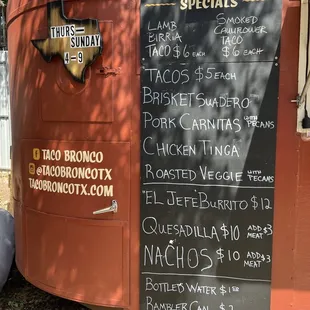 THURS-
SUNDAY
4-9
TACO BRONCO
@TACOBRONCOTX
TACOBRONCOTX.COM
SPECIALS
LAMB
BIRRIA
TACO $6 EACH
SMOKED
CAULIFLOWER
TACO
$6 EACH
TACOS $5 EACH
BRISKET SUADERO
PORK CARNITAS WITH PECANS
CHICKEN TINGA
ROASTED VEGGIE WITH PECANS
"EL JEFE" BURRITO $12
QUESADILLA $10 ADD $3 MEAT
NACHOS $10 ADD $3 MEAT
BOTTLED WATER
RAMBLER CAN